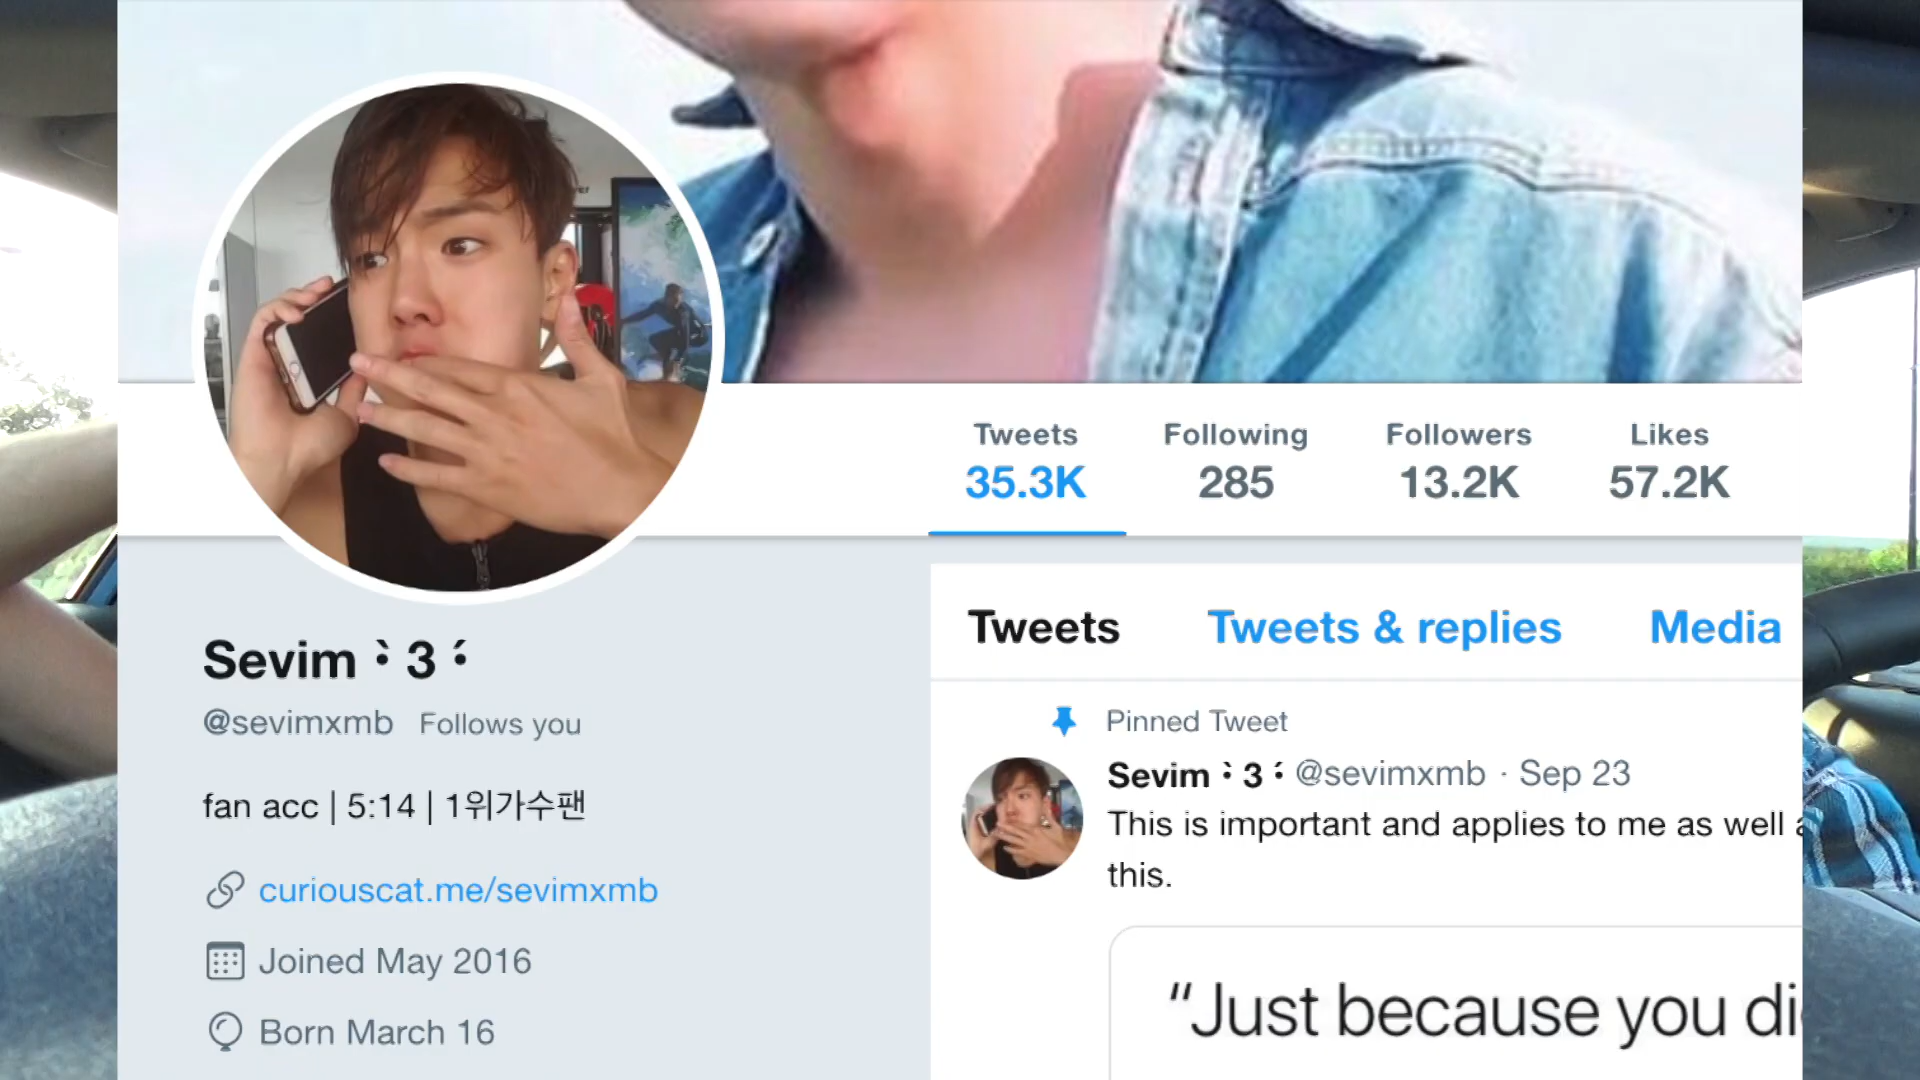 Tweets Following Followers Likes
35.3K 285 13.2K 57.2K
Sevim :̀ 3 :́
@sevimxmb Follows you
fan acc | 5:14 | 1위가수팬
curiouscat.me/sevimxmb
Joined May 2016
Born March 16
Tweets Tweets & replies Media
Pinned Tweet
Sevim :̀ 3 :́ @sevimxmb · Sep 23
This is important and applies to me as well
this.
“Just because you